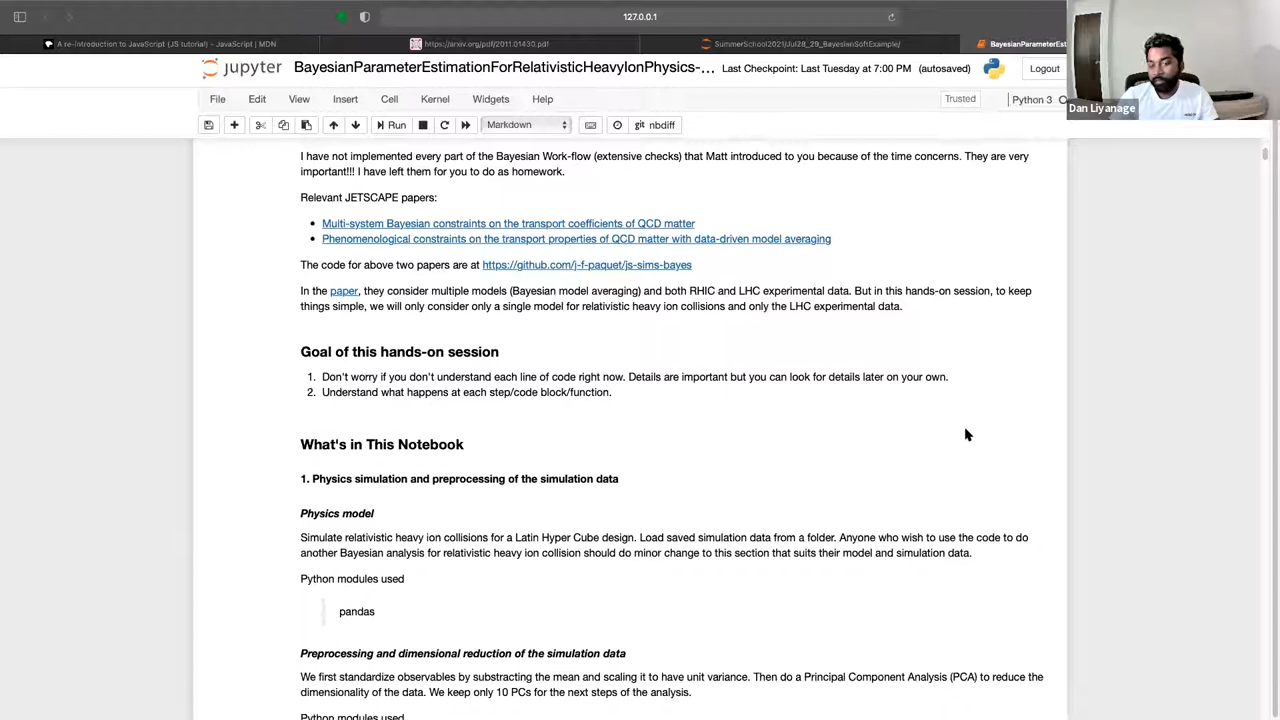 127.0.0.1
A re-introduction to JavaScript (JS tutorial) - JavaScript | MDN
https://arxiv.org/pdf/2011.01430.pdf
SummerSchool2021/Jul28_29_BayesianSoftExample/
BayesianParameterEsti
jupyter BayesianParameterEstimationForRelativisticHeavyIonPhysics-... Last Checkpoint: Last Tuesday at 7:00 PM (autosaved) Logout
File Edit View Insert Cell Kernel Widgets Help Trusted Python 3
Dan Liyanage
Run Markdown git nbdiff
I have not implemented every part of the Bayesian Work-flow (extensive checks) that Matt introduced to you because of the time concerns. They are very
important!!! I have left them for you to do as homework.
Relevant JETSCAPE papers:
• Multi-system Bayesian constraints on the transport coefficients of QCD matter
• Phenomenological constraints on the transport properties of QCD matter with data-driven model averaging
The code for above two papers are at https://github.com/j-f-paquet/js-sims-bayes
In the paper, they consider multiple models (Bayesian model averaging) and both RHIC and LHC experimental data. But in this hands-on session, to keep
things simple, we will only consider only a single model for relativistic heavy ion collisions and only the LHC experimental data.
Goal of this hands-on session
1. Don't worry if you don't understand each line of code right now. Details are important but you can look for details later on your own.
2. Understand what happens at each step/code block/function.
What's in This Notebook
1. Physics simulation and preprocessing of the simulation data
Physics model
Simulate relativistic heavy ion collisions for a Latin Hyper Cube design. Load saved simulation data from a folder. Anyone who wish to use the code to do
another Bayesian analysis for relativistic heavy ion collision should do minor change to this section that suits their model and simulation data.
Python modules used
pandas
Preprocessing and dimensional reduction of the simulation data
We first standardize observables by substracting the mean and scaling it to have unit variance. Then do a Principal Component Analysis (PCA) to reduce the
dimensionality of the data. We keep only 10 PCs for the next steps of the analysis.
Python modules used